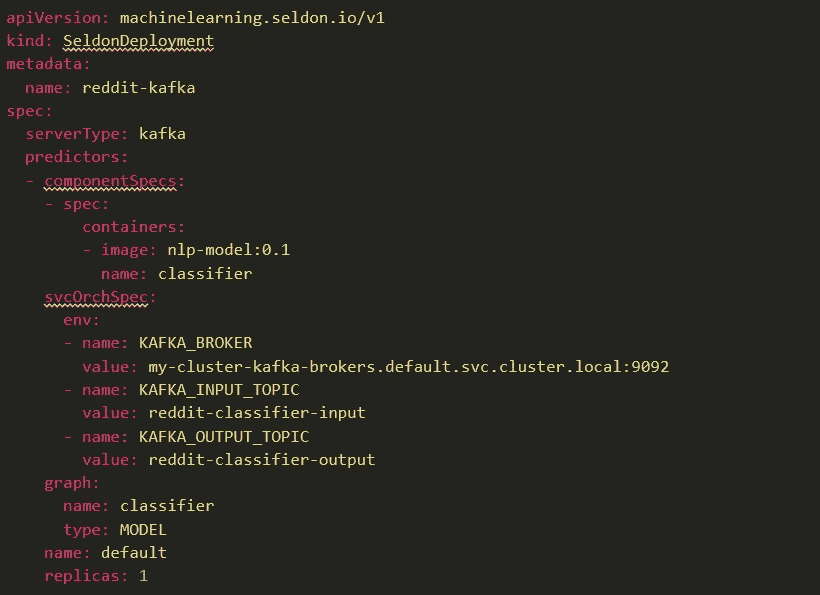 apiVersion: machinelearning.seldon.io/v1
kind: SeldonDeployment
metadata:
  name: reddit-kafka
spec:
  serverType: kafka
  predictors:
  - componentSpecs:
    - spec:
        containers:
        - image: nlp-model:0.1
          name: classifier
    svcOrchSpec:
      env:
      - name: KAFKA_BROKER
        value: my-cluster-kafka-brokers.default.svc.cluster.local:9092
      - name: KAFKA_INPUT_TOPIC
        value: reddit-classifier-input
      - name: KAFKA_OUTPUT_TOPIC
        value: reddit-classifier-output
    graph:
      name: classifier
      type: MODEL
    name: default
    replicas: 1